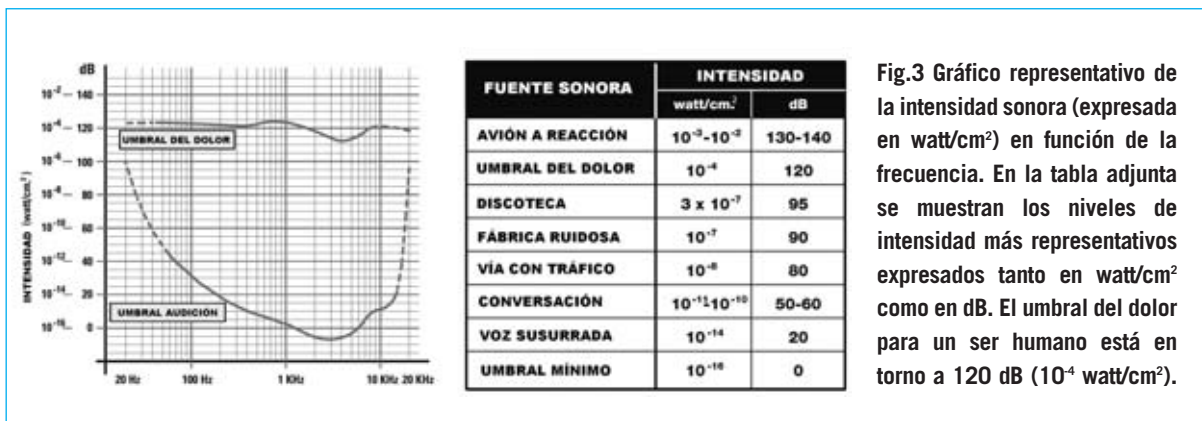 dB
10⁻² 140
10⁻⁴ 120
10⁻⁶ 100
10⁻⁸ 80
10⁻¹⁰ 60
10⁻¹² 40
10⁻¹⁴ 20
10⁻¹⁶ 0
INTENSIDAD (watt/cm.²)
UMBRAL DEL DOLOR
UMBRAL AUDICIÓN
20 Hz 100 Hz 1 KHz 10 KHz 20 KHz
FUENTE SONORA INTENSIDAD
watt/cm.² dB
AVIÓN A REACCIÓN 10⁻³-10⁻² 130-140
UMBRAL DEL DOLOR 10⁻⁴ 120
DISCOTECA 3 x 10⁻⁷ 95
FÁBRICA RUIDOSA 10⁻⁷ 90
VÍA CON TRÁFICO 10⁻⁸ 80
CONVERSACIÓN 10⁻¹¹-10⁻¹⁰ 50-60
VOZ SUSURRADA 10⁻¹⁴ 20
UMBRAL MÍNIMO 10⁻¹⁶ 0
Fig.3 Gráfico representativo de
la intensidad sonora (expresada
en watt/cm²) en función de la
frecuencia. En la tabla adjunta
se muestran los niveles de
intensidad más representativos
expresados tanto en watt/cm²
como en dB. El umbral del dolor
para un ser humano está en
torno a 120 dB (10⁻⁴ watt/cm²).